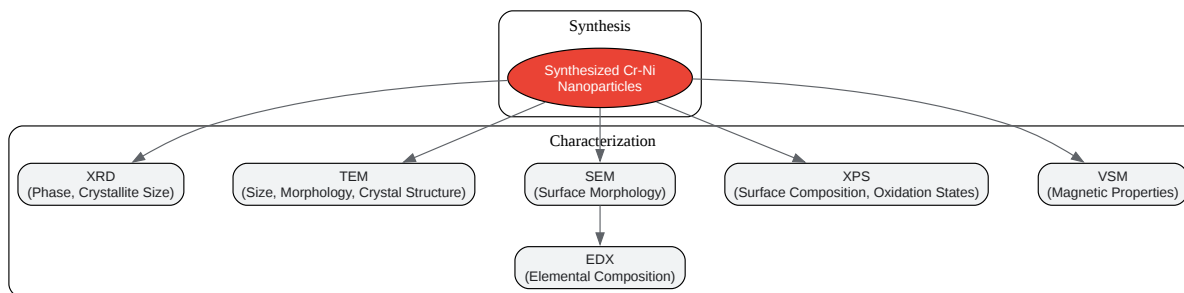 Synthesis
Synthesized Cr-Ni
Nanoparticles
Characterization
XRD
(Phase, Crystallite Size)
TEM
(Size, Morphology, Crystal Structure)
SEM
(Surface Morphology)
XPS
(Surface Composition, Oxidation States)
VSM
(Magnetic Properties)
EDX
(Elemental Composition)